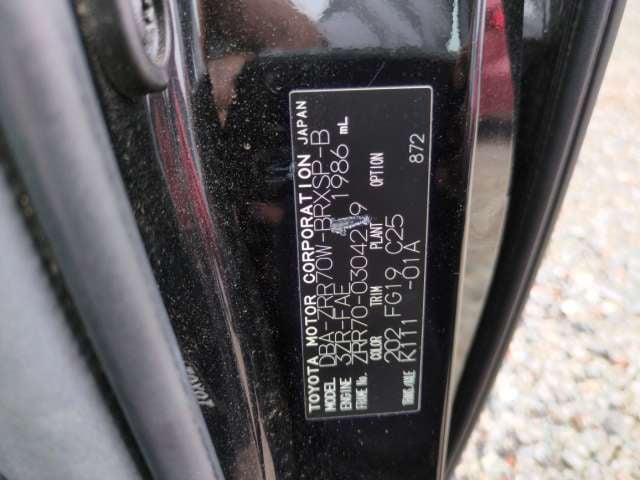 TOYOTA MOTOR CORPORATION JAPAN
MODEL DBA-ZRR70W-BRXSP-B
ENGINE 3ZR-FAE 1986 mL
FRAME No. ZRR70-0304219
COLOR TRIM PLANT OPTION
202 FG19 C25 872
TRANS/AXLE K111 -01A